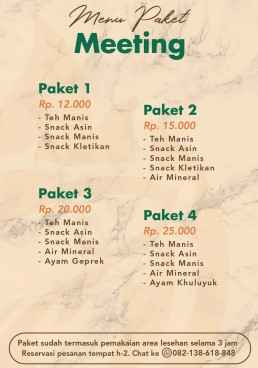 Menu Paket
Meeting
Paket 1
Rp. 12.000
- Teh Manis
- Snack Asin
- Snack Manis
- Snack Kletikan
Paket 2
Rp. 15.000
- Teh Manis
- Snack Asin
- Snack Manis
- Snack Kletikan
- Air Mineral
Paket 3
Rp. 20.000
- Teh Manis
- Snack Asin
- Snack Manis
- Air Mineral
- Ayam Geprek
Paket 4
Rp. 25.000
- Teh Manis
- Snack Asin
- Snack Manis
- Air Mineral
- Ayam Khuluyuk
Paket sudah termasuk pemakaian area lesehan selama 3 jam
Reservasi pesanan tempat h-2. Chat ke 082-138-618-848